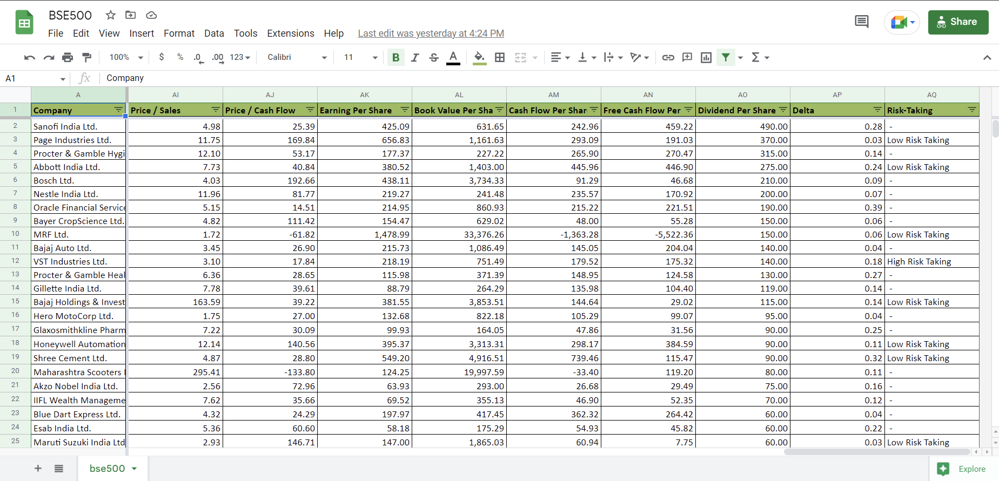 BSE500
File Edit View Insert Format Data Tools Extensions Help Last edit was yesterday at 4:24 PM
Share
100% $ % .0 .00 123 Calibri 11 B I S A Σ
A1 fx Company
A AI AJ AK AL AM AN AO AP AQ
1 Company Price / Sales Price / Cash Flow Earning Per Share Book Value Per Sha Cash Flow Per Shar Free Cash Flow Per Dividend Per Share Delta Risk-Taking
2 Sanofi India Ltd. 4.98 25.39 425.09 631.65 242.96 459.22 490.00 0.28 -
3 Page Industries Ltd. 11.75 169.84 656.83 1,161.63 293.09 191.03 370.00 0.03 Low Risk Taking
4 Procter & Gamble Hygi 12.10 53.17 177.37 227.22 265.90 270.47 315.00 0.14 -
5 Abbott India Ltd. 7.73 40.84 380.52 1,403.00 445.96 446.90 275.00 0.24 Low Risk Taking
6 Bosch Ltd. 4.03 192.66 438.11 3,734.33 91.29 46.68 210.00 0.09 -
7 Nestle India Ltd. 11.96 81.77 219.27 241.48 235.57 170.92 200.00 0.07 -
8 Oracle Financial Service 5.15 14.51 214.95 860.93 215.22 221.51 190.00 0.39 -
9 Bayer CropScience Ltd. 4.82 111.42 154.47 629.02 48.00 55.28 150.00 0.06 -
10 MRF Ltd. 1.72 -61.82 1,478.99 33,376.26 -1,363.28 -5,522.36 150.00 0.06 Low Risk Taking
11 Bajaj Auto Ltd. 3.45 26.90 215.73 1,086.49 145.05 204.04 140.00 0.04 -
12 VST Industries Ltd. 3.10 17.84 218.19 751.49 179.52 175.32 140.00 0.18 High Risk Taking
13 Procter & Gamble Heal 6.36 28.65 115.98 371.39 148.95 124.58 130.00 0.27 -
14 Gillette India Ltd. 7.78 39.61 88.79 264.29 135.98 104.40 119.00 0.14 -
15 Bajaj Holdings & Invest 163.59 39.22 381.55 3,853.51 144.64 29.02 115.00 0.14 Low Risk Taking
16 Hero MotoCorp Ltd. 1.75 27.00 132.68 822.18 105.29 99.07 95.00 0.04 -
17 Glaxosmithkline Pharm 7.22 30.09 99.93 164.05 47.86 31.56 90.00 0.25 -
18 Honeywell Automation 12.14 140.56 395.37 3,313.31 298.17 384.59 90.00 0.11 Low Risk Taking
19 Shree Cement Ltd. 4.87 28.80 549.20 4,916.51 739.46 115.47 90.00 0.32 Low Risk Taking
20 Maharashtra Scooters 295.41 -133.80 124.25 19,997.59 -33.40 119.20 80.00 0.11 -
21 Akzo Nobel India Ltd. 2.56 72.96 63.93 293.00 26.68 29.49 75.00 0.16 -
22 IIFL Wealth Manageme 7.62 35.66 69.52 355.13 46.90 52.35 70.00 0.12 -
23 Blue Dart Express Ltd. 4.32 24.29 197.97 417.45 362.32 264.42 60.00 0.04 -
24 Esab India Ltd. 5.36 60.60 58.18 175.29 54.93 45.82 60.00 0.22 -
25 Maruti Suzuki India Ltd 2.93 146.71 147.00 1,865.03 60.94 7.75 60.00 0.03 Low Risk Taking
bse500 Explore